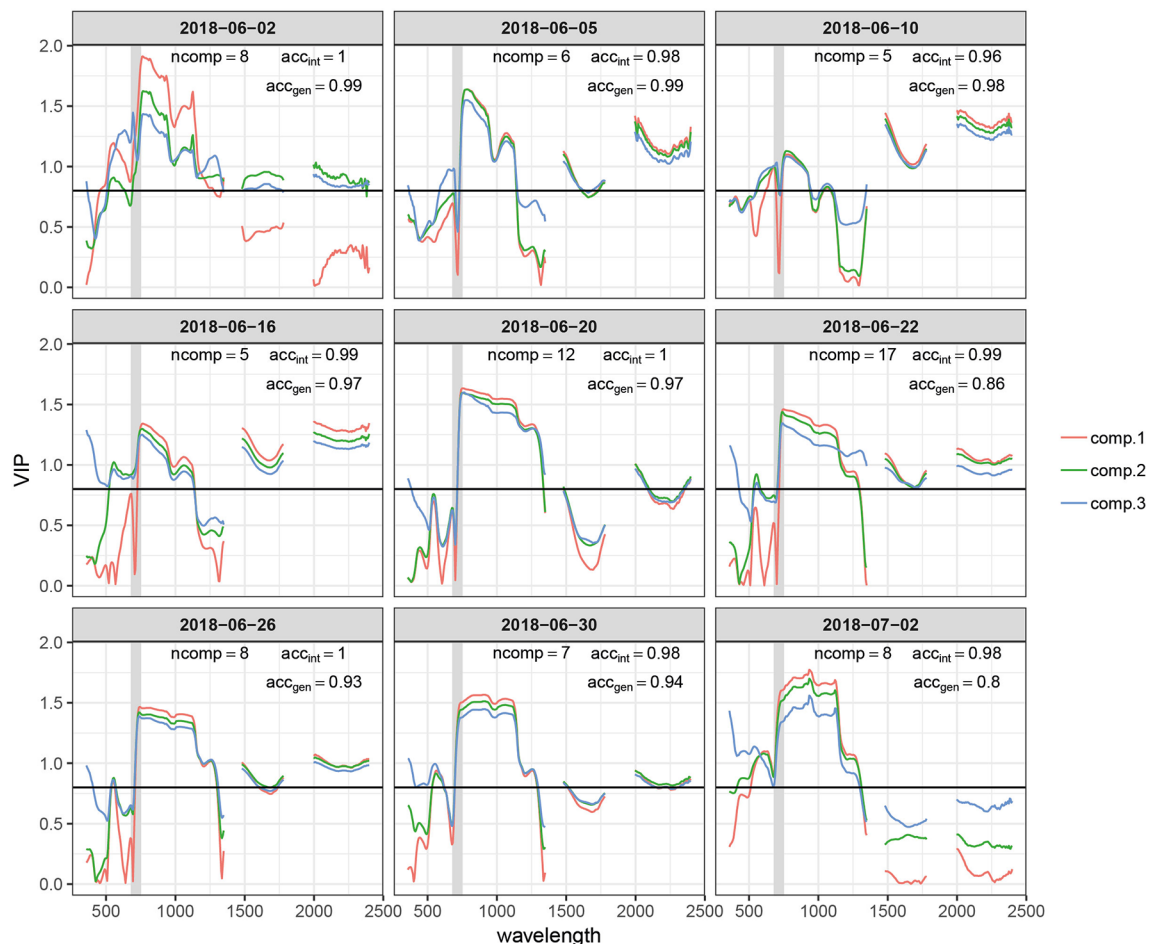 2018-06-02 2018-06-05 2018-06-10
2.0
ncomp = 8 acc_int = 1
ncomp = 6 acc_int = 0.98
ncomp = 5 acc_int = 0.96
acc_gen = 0.99
acc_gen = 0.99
acc_gen = 0.98
1.5
1.0
0.5
0.0
2018-06-16 2018-06-20 2018-06-22
2.0
ncomp = 5 acc_int = 0.99
ncomp = 12 acc_int = 1
ncomp = 17 acc_int = 0.99
acc_gen = 0.97
acc_gen = 0.97
acc_gen = 0.86
1.5
1.0
0.5
0.0
VIP
comp.1
comp.2
comp.3
2018-06-26 2018-06-30 2018-07-02
2.0
ncomp = 8 acc_int = 1
ncomp = 7 acc_int = 0.98
ncomp = 8 acc_int = 0.98
acc_gen = 0.93
acc_gen = 0.94
acc_gen = 0.8
1.5
1.0
0.5
0.0
500 1000 1500 2000 2500 500 1000 1500 2000 2500 500 1000 1500 2000 2500
wavelength